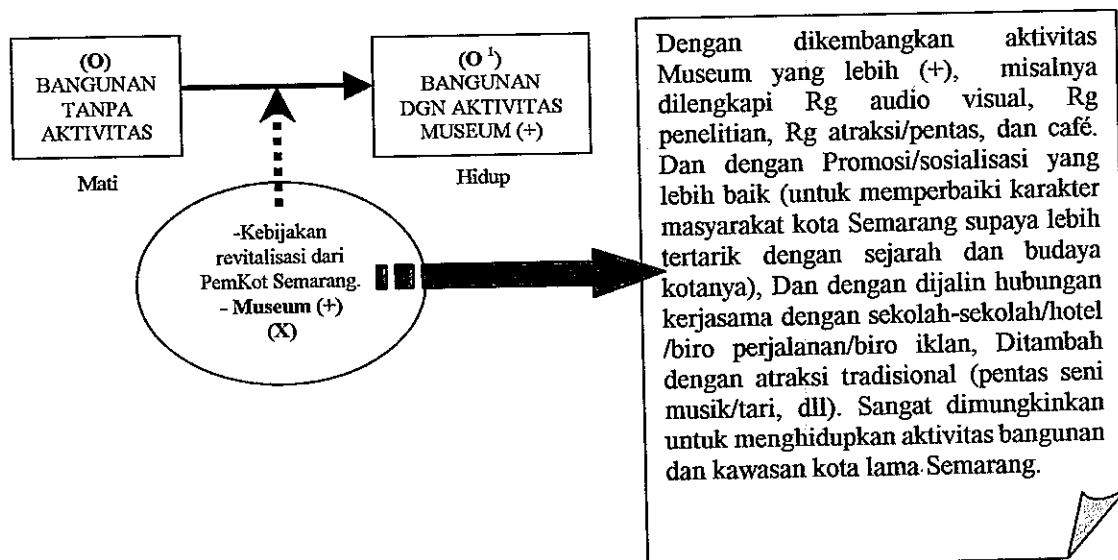 (O)
BANGUNAN
TANPA
AKTIVITAS
Mati
(O 1)
BANGUNAN
DGN AKTIVITAS
MUSEUM (+)
Hidup
-Kebijakan
revitalisasi dari
PemKot Semarang.
- Museum (+)
(X)
Dengan dikembangkan aktivitas
Museum yang lebih (+), misalnya
dilengkapi Rg audio visual, Rg
penelitian, Rg atraksi/pentas, dan café.
Dan dengan Promosi/sosialisasi yang
lebih baik (untuk memperbaiki karakter
masyarakat kota Semarang supaya lebih
tertarik dengan sejarah dan budaya
kotanya), Dan dengan dijalin hubungan
kerjasama dengan sekolah-sekolah/hotel
/biro perjalanan/biro iklan, Ditambah
dengan atraksi tradisional (pentas seni
musik/tari, dll). Sangat dimungkinkan
untuk menghidupkan aktivitas bangunan
dan kawasan kota lama Semarang.